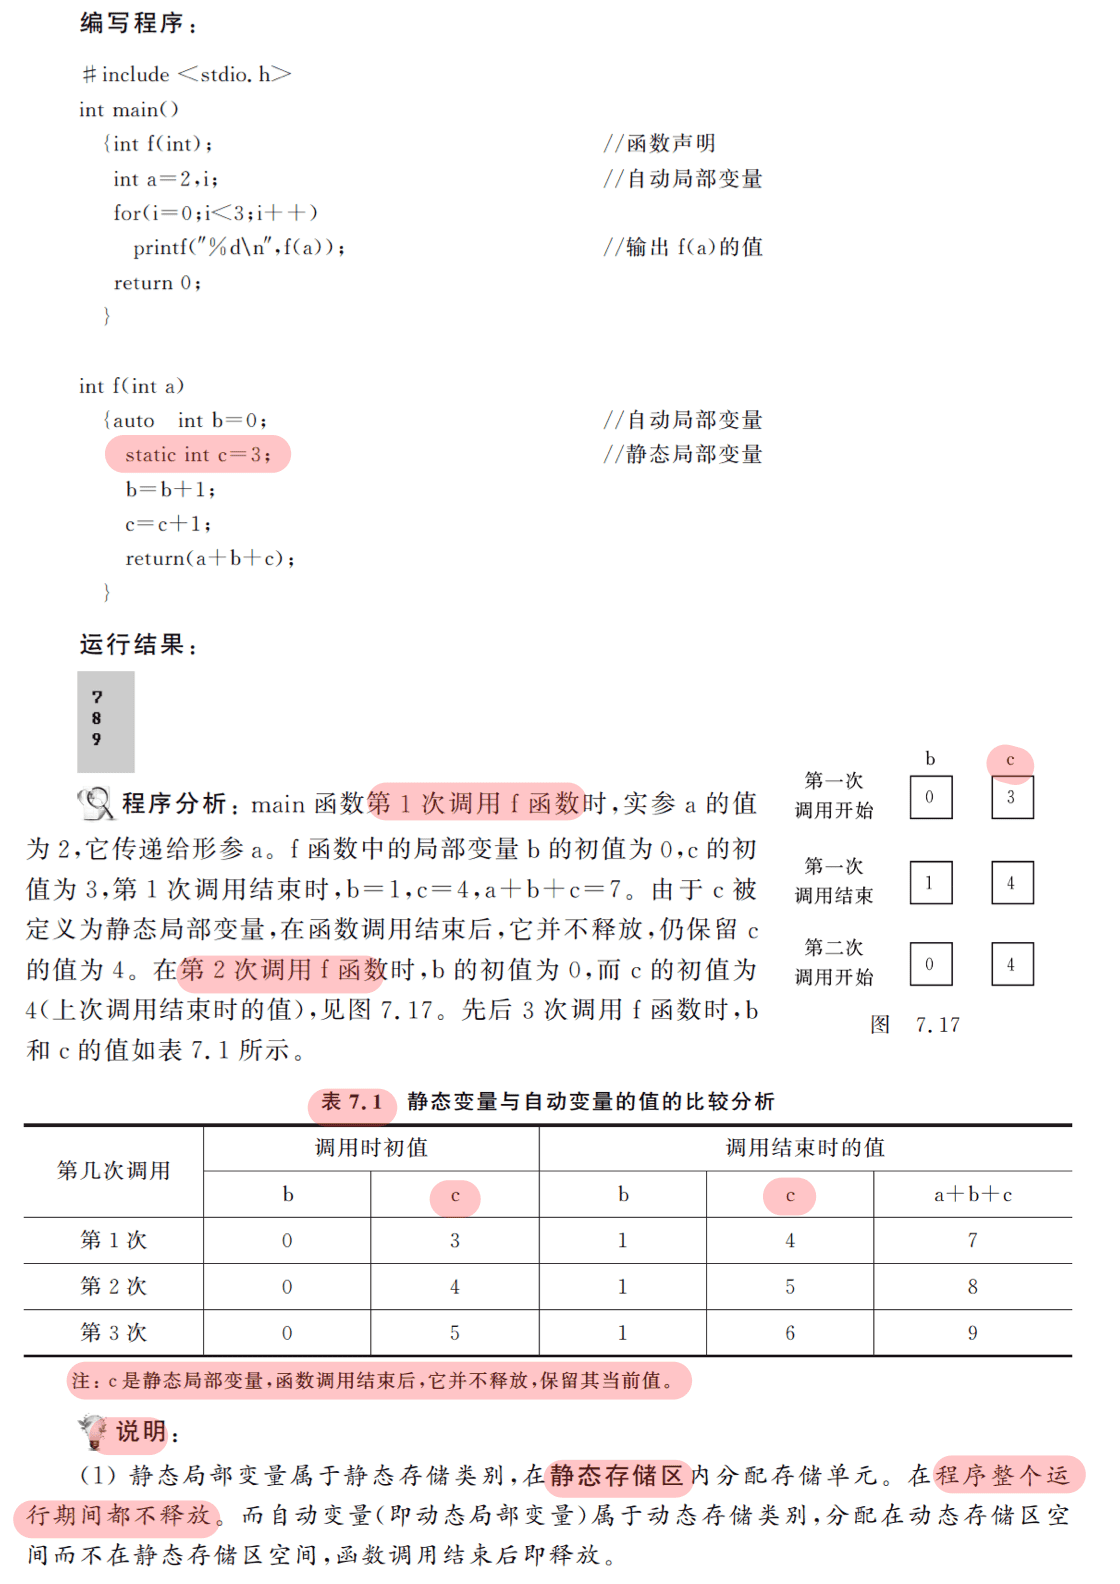 编写程序：
#include <stdio.h>
int main()
{int f(int); //函数声明
int a=2,i; //自动局部变量
for(i=0;i<3;i++)
printf("%d\n",f(a)); //输出 f(a)的值
return 0;
}
int f(int a)
{auto int b=0; //自动局部变量
static int c=3; //静态局部变量
b=b+1;
c=c+1;
return(a+b+c);
}
运行结果：
7
8
9
程序分析：main 函数第 1 次调用 f 函数时,实参 a 的值
为 2,它传递给形参 a。f 函数中的局部变量 b 的初值为 0,c 的初
值为 3,第 1 次调用结束时,b=1,c=4,a+b+c=7。由于 c 被
定义为静态局部变量,在函数调用结束后,它并不释放,仍保留 c
的值为 4。在第 2 次调用 f 函数时,b 的初值为 0,而 c 的初值为
4(上次调用结束时的值),见图 7.17。先后 3 次调用 f 函数时,b
和 c 的值如表 7.1 所示。
b c
第一次
调用开始 0 3
第一次
调用结束 1 4
第二次
调用开始 0 4
图 7.17
表 7.1 静态变量与自动变量的值的比较分析
第几次调用 调用时初值 调用结束时的值
b c b c a+b+c
第 1 次 0 3 1 4 7
第 2 次 0 4 1 5 8
第 3 次 0 5 1 6 9
注：c 是静态局部变量,函数调用结束后,它并不释放,保留其当前值。
说明：
(1) 静态局部变量属于静态存储类别,在静态存储区内分配存储单元。在程序整个运
行期间都不释放。而自动变量(即动态局部变量)属于动态存储类别,分配在动态存储区空
间而不在静态存储区空间,函数调用结束后即释放。